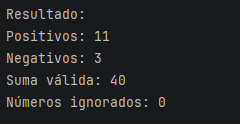 Resultado:
Positivos: 11
Negativos: 3
Suma válida: 40
Números ignorados: 0